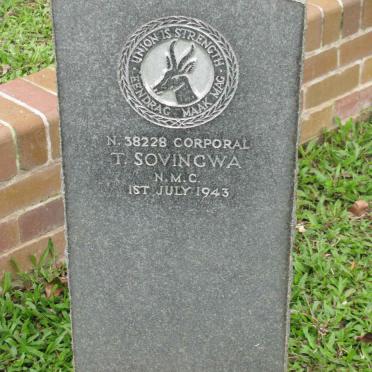 UNION IS STRENGTH
EENDRAG MAAK MAG
N. 38228 CORPORAL
T. SOVINGWA
N.M.C.
1ST JULY 1943